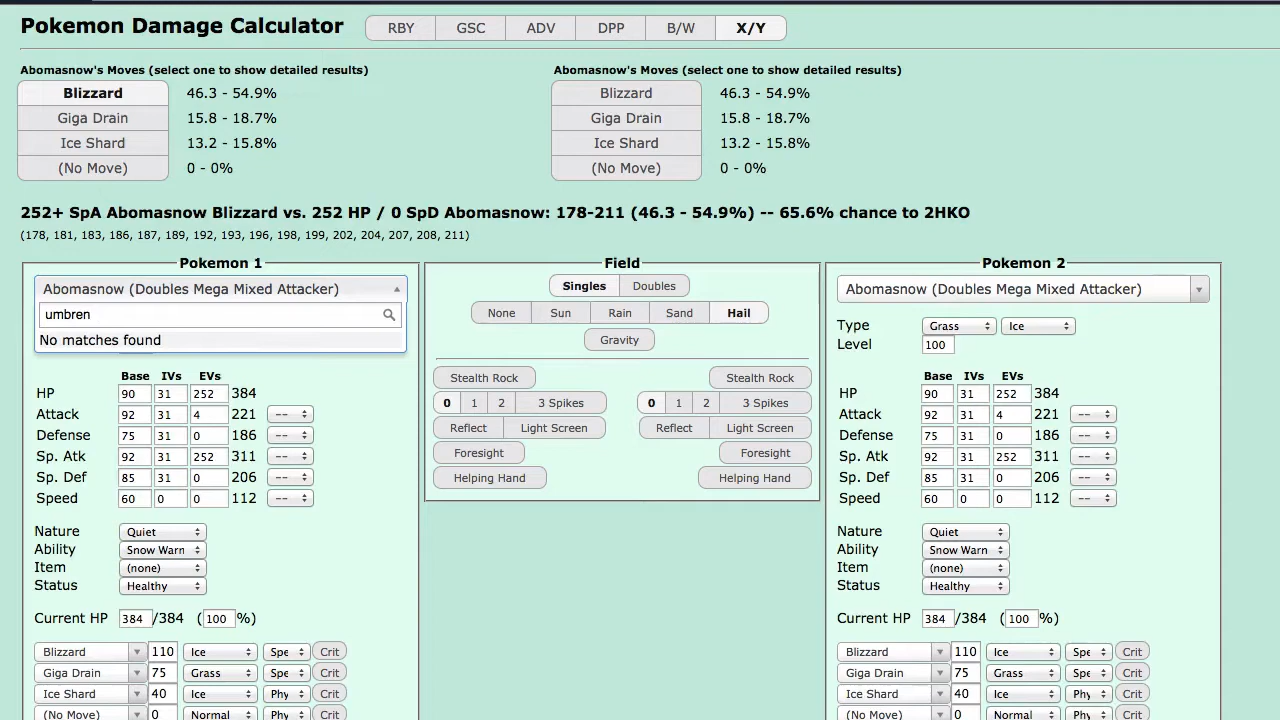 Pokemon Damage Calculator RBY GSC ADV DPP B/W X/Y
Abomasnow's Moves (select one to show detailed results)
Blizzard 46.3 - 54.9%
Giga Drain 15.8 - 18.7%
Ice Shard 13.2 - 15.8%
(No Move) 0 - 0%
Abomasnow's Moves (select one to show detailed results)
Blizzard 46.3 - 54.9%
Giga Drain 15.8 - 18.7%
Ice Shard 13.2 - 15.8%
(No Move) 0 - 0%
252+ SpA Abomasnow Blizzard vs. 252 HP / 0 SpD Abomasnow: 178-211 (46.3 - 54.9%) -- 65.6% chance to 2HKO
(178, 181, 183, 186, 187, 189, 192, 193, 196, 198, 199, 202, 204, 207, 208, 211)
Pokemon 1
Abomasnow (Doubles Mega Mixed Attacker)
umbren
No matches found
Base IVs EVs
HP 90 31 252 384
Attack 92 31 4 221 --
Defense 75 31 0 186 --
Sp. Atk 92 31 252 311 --
Sp. Def 85 31 0 206 --
Speed 60 0 0 112 --
Nature Quiet
Ability Snow Warn
Item (none)
Status Healthy
Current HP 384 /384 (100 %)
Blizzard 110 Ice Spe Crit
Giga Drain 75 Grass Spe Crit
Ice Shard 40 Ice Phy Crit
(No Move) 0 Normal Phy Crit
Field
Singles Doubles
None Sun Rain Sand Hail
Gravity
Stealth Rock Stealth Rock
0 1 2 3 Spikes 0 1 2 3 Spikes
Reflect Light Screen Reflect Light Screen
Foresight Foresight
Helping Hand Helping Hand
Pokemon 2
Abomasnow (Doubles Mega Mixed Attacker)
Type Grass Ice
Level 100
Base IVs EVs
HP 90 31 252 384
Attack 92 31 4 221 --
Defense 75 31 0 186 --
Sp. Atk 92 31 252 311 --
Sp. Def 85 31 0 206 --
Speed 60 0 0 112 --
Nature Quiet
Ability Snow Warn
Item (none)
Status Healthy
Current HP 384 /384 (100 %)
Blizzard 110 Ice Spe Crit
Giga Drain 75 Grass Spe Crit
Ice Shard 40 Ice Phy Crit
(No Move) 0 Normal Phy Crit